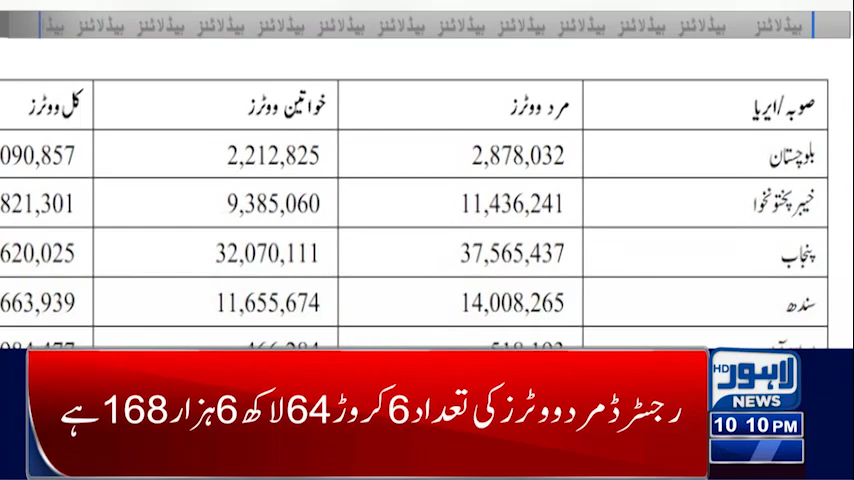 ہیڈلائنز ہیڈلائنز ہیڈلائنز ہیڈلائنز ہیڈلائنز ہیڈلائنز ہیڈلائنز ہیڈلائنز ہیڈلائنز ہیڈلائنز ہیڈلائنز ہیڈلائنز
صوبہ/ایریا مرد ووٹرز خواتین ووٹرز کل ووٹرز
بلوچستان 2,878,032 2,212,825 090,857
خیبر پختونخوا 11,436,241 9,385,060 821,301
پنجاب 37,565,437 32,070,111 620,025
سندھ 14,008,265 11,655,674 663,939
رجسٹرڈ مرد ووٹرز کی تعداد 6 کروڑ 64 لاکھ 6 ہزار 168 ہے
لاہور HD
NEWS
10 10 PM